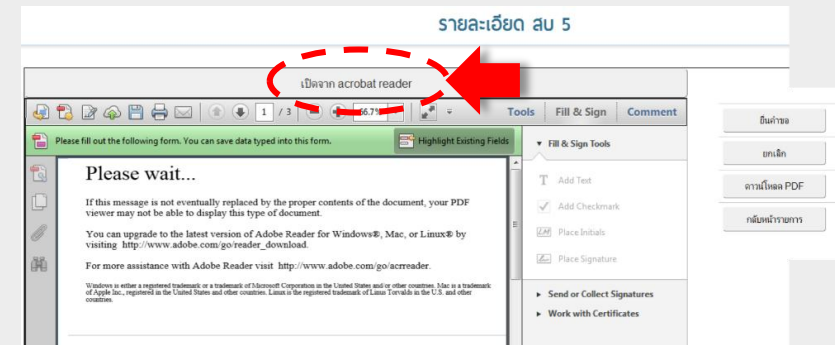 รายละเอียด สบ 5
เปิดจาก acrobat reader
1 / 3 66.7% Tools Fill & Sign Comment
Please fill out the following form. You can save data typed into this form. Highlight Existing Fields
▼ Fill & Sign Tools
Please wait...
If this message is not eventually replaced by the proper contents of the document, your PDF
viewer may not be able to display this type of document.
You can upgrade to the latest version of Adobe Reader for Windows®, Mac, or Linux® by
visiting http://www.adobe.com/go/reader_download.
For more assistance with Adobe Reader visit http://www.adobe.com/go/acrreader.
Windows is either a registered trademark or a trademark of Microsoft Corporation in the United States and/or other countries. Mac is a trademark
of Apple Inc., registered in the United States and other countries. Linux is the registered trademark of Linus Torvalds in the U.S. and other
countries.
T Add Text
Add Checkmark
Place Initials
Place Signature
► Send or Collect Signatures
► Work with Certificates
ยื่นคำขอ
ยกเลิก
ดาวน์โหลด PDF
กลับหน้ารายการ